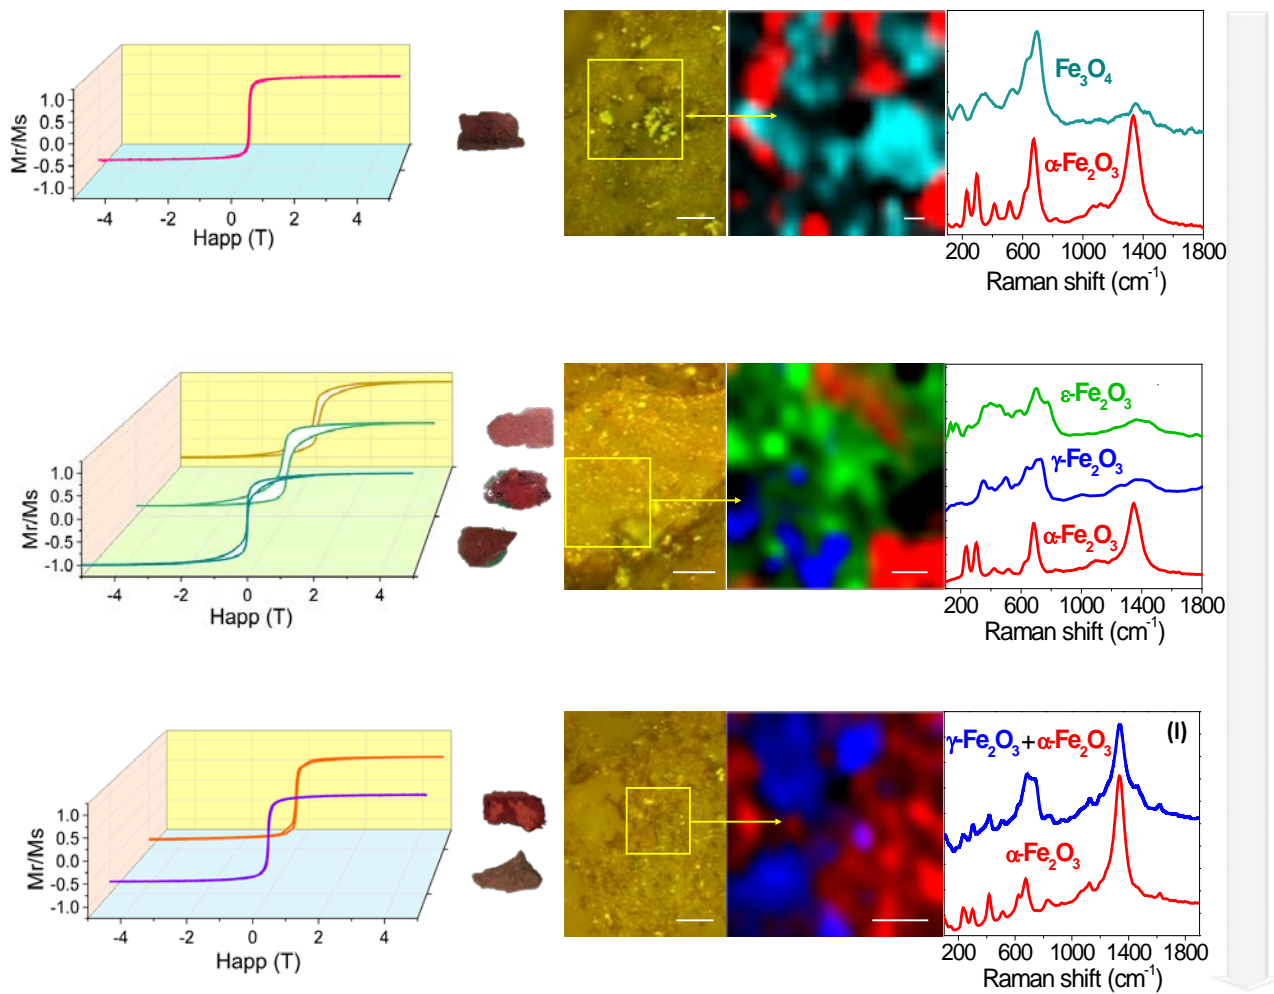 1.0
0.5
0.0
-0.5
-1.0
Mr/Ms
-4 -2 0 2 4
Happ (T)
Fe₃O₄
α-Fe₂O₃
200 600 1000 1400 1800
Raman shift (cm⁻¹)
1.0
0.5
0.0
-0.5
-1.0
Mr/Ms
-4 -2 0 2 4
Happ (T)
ε-Fe₂O₃
γ-Fe₂O₃
α-Fe₂O₃
200 600 1000 1400 1800
Raman shift (cm⁻¹)
1.0
0.5
0.0
-0.5
-1.0
Mr/Ms
-4 -2 0 2 4
Happ (T)
(I)
γ-Fe₂O₃+α-Fe₂O₃
α-Fe₂O₃
200 600 1000 1400 1800
Raman shift (cm⁻¹)